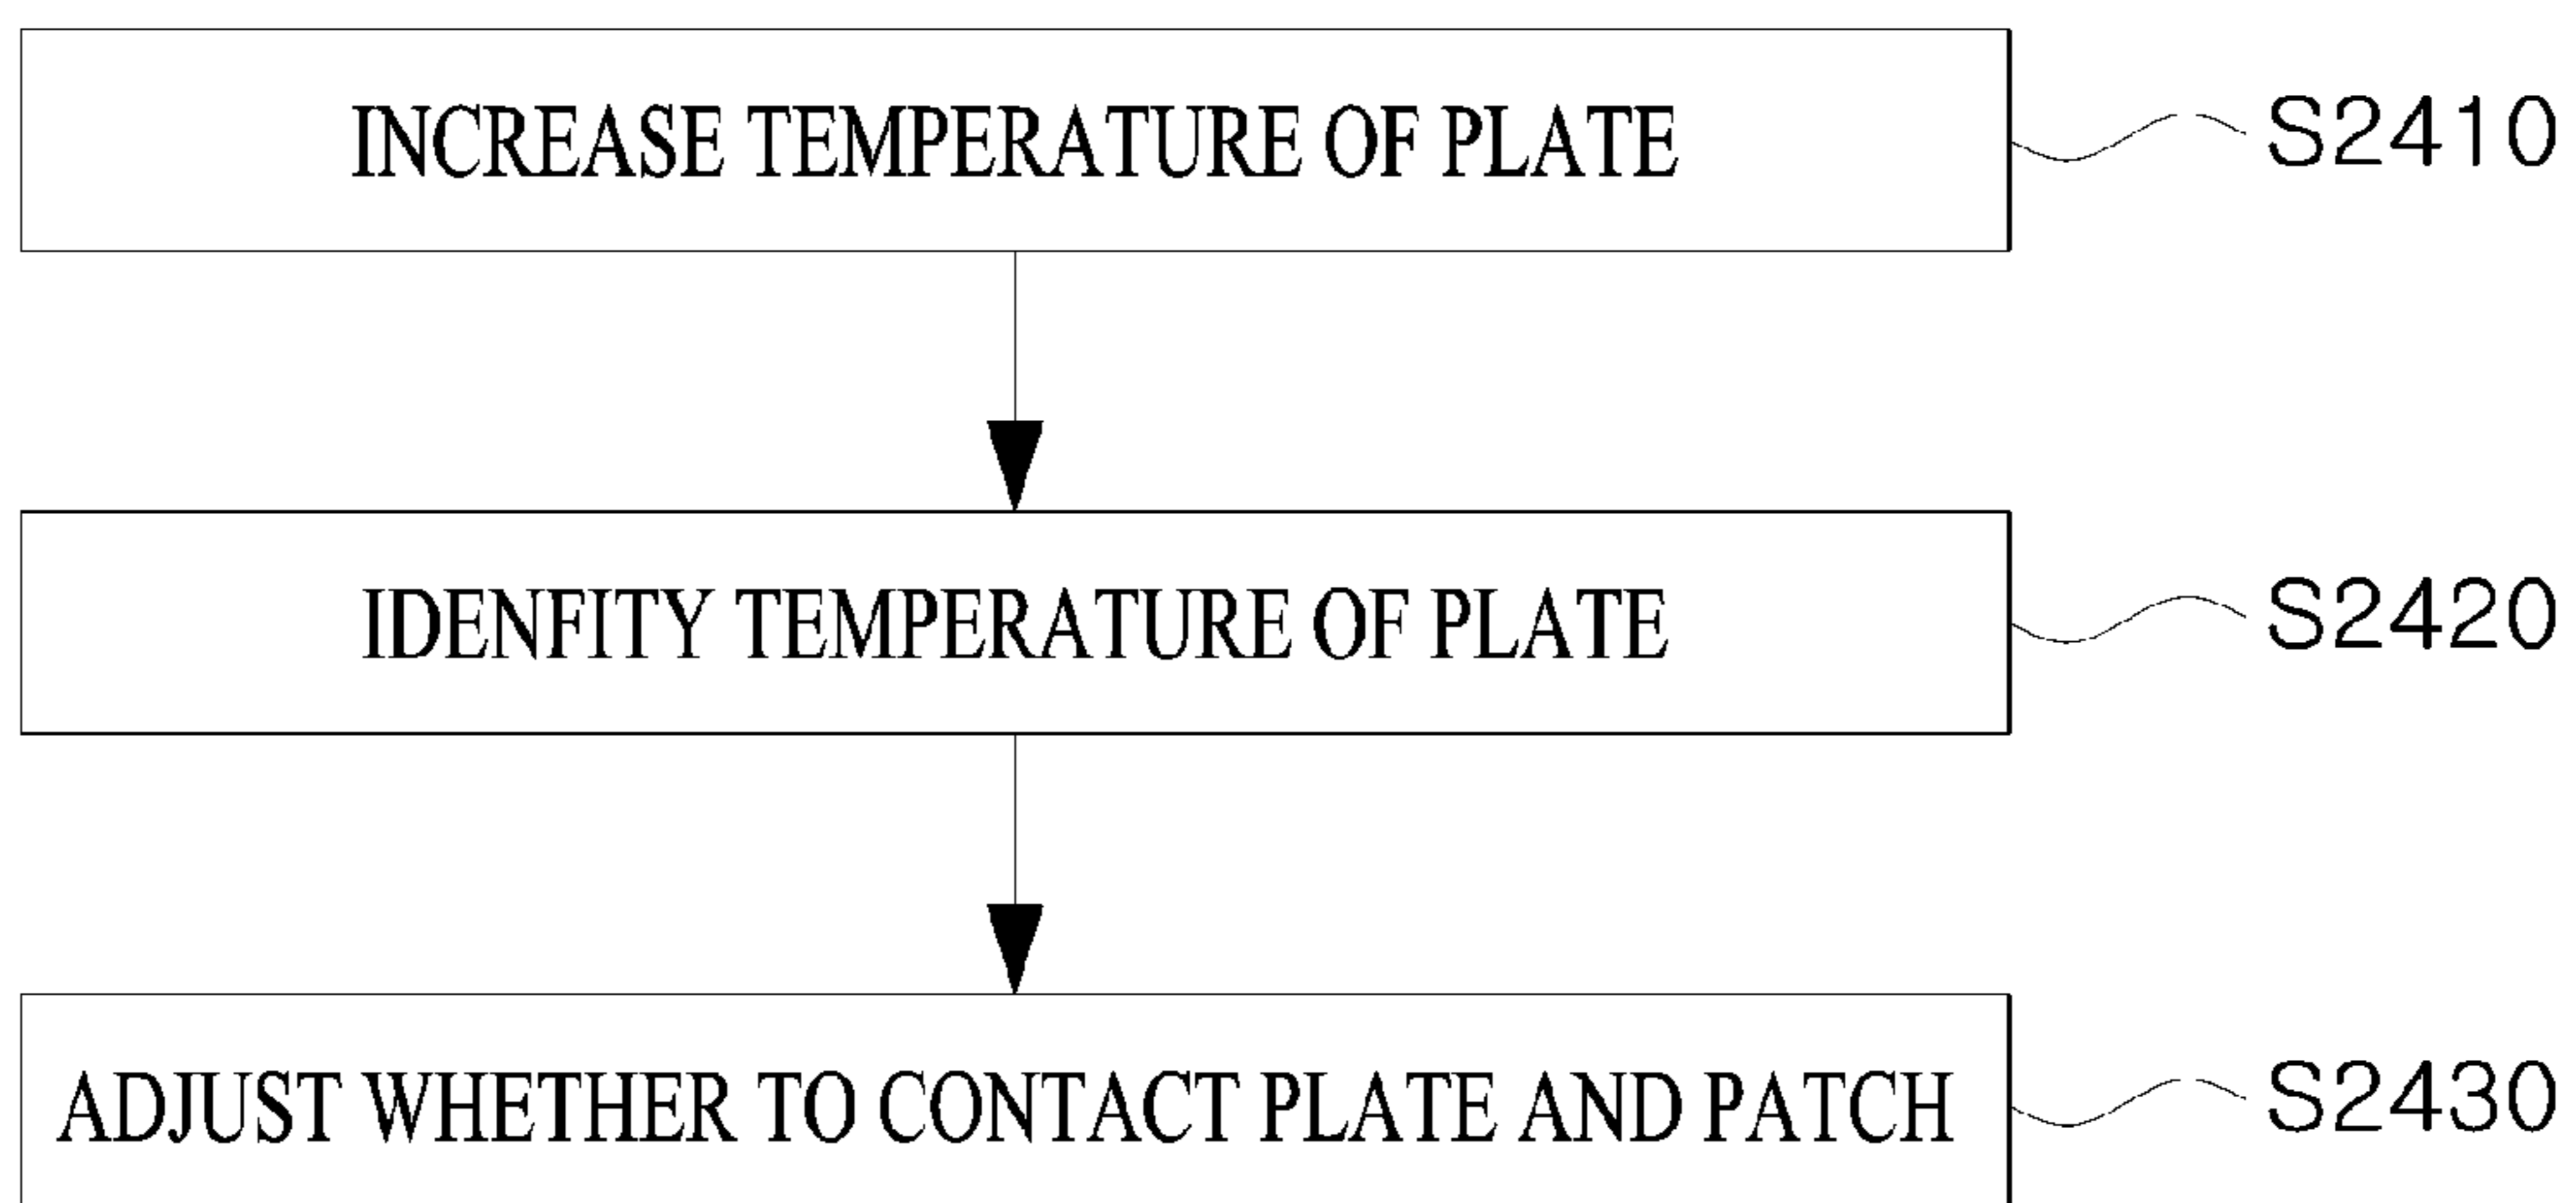 INCREASE TEMPERATURE OF PLATE
S2410
IDENFITY TEMPERATURE OF PLATE
S2420
ADJUST WHETHER TO CONTACT PLATE AND PATCH
S2430